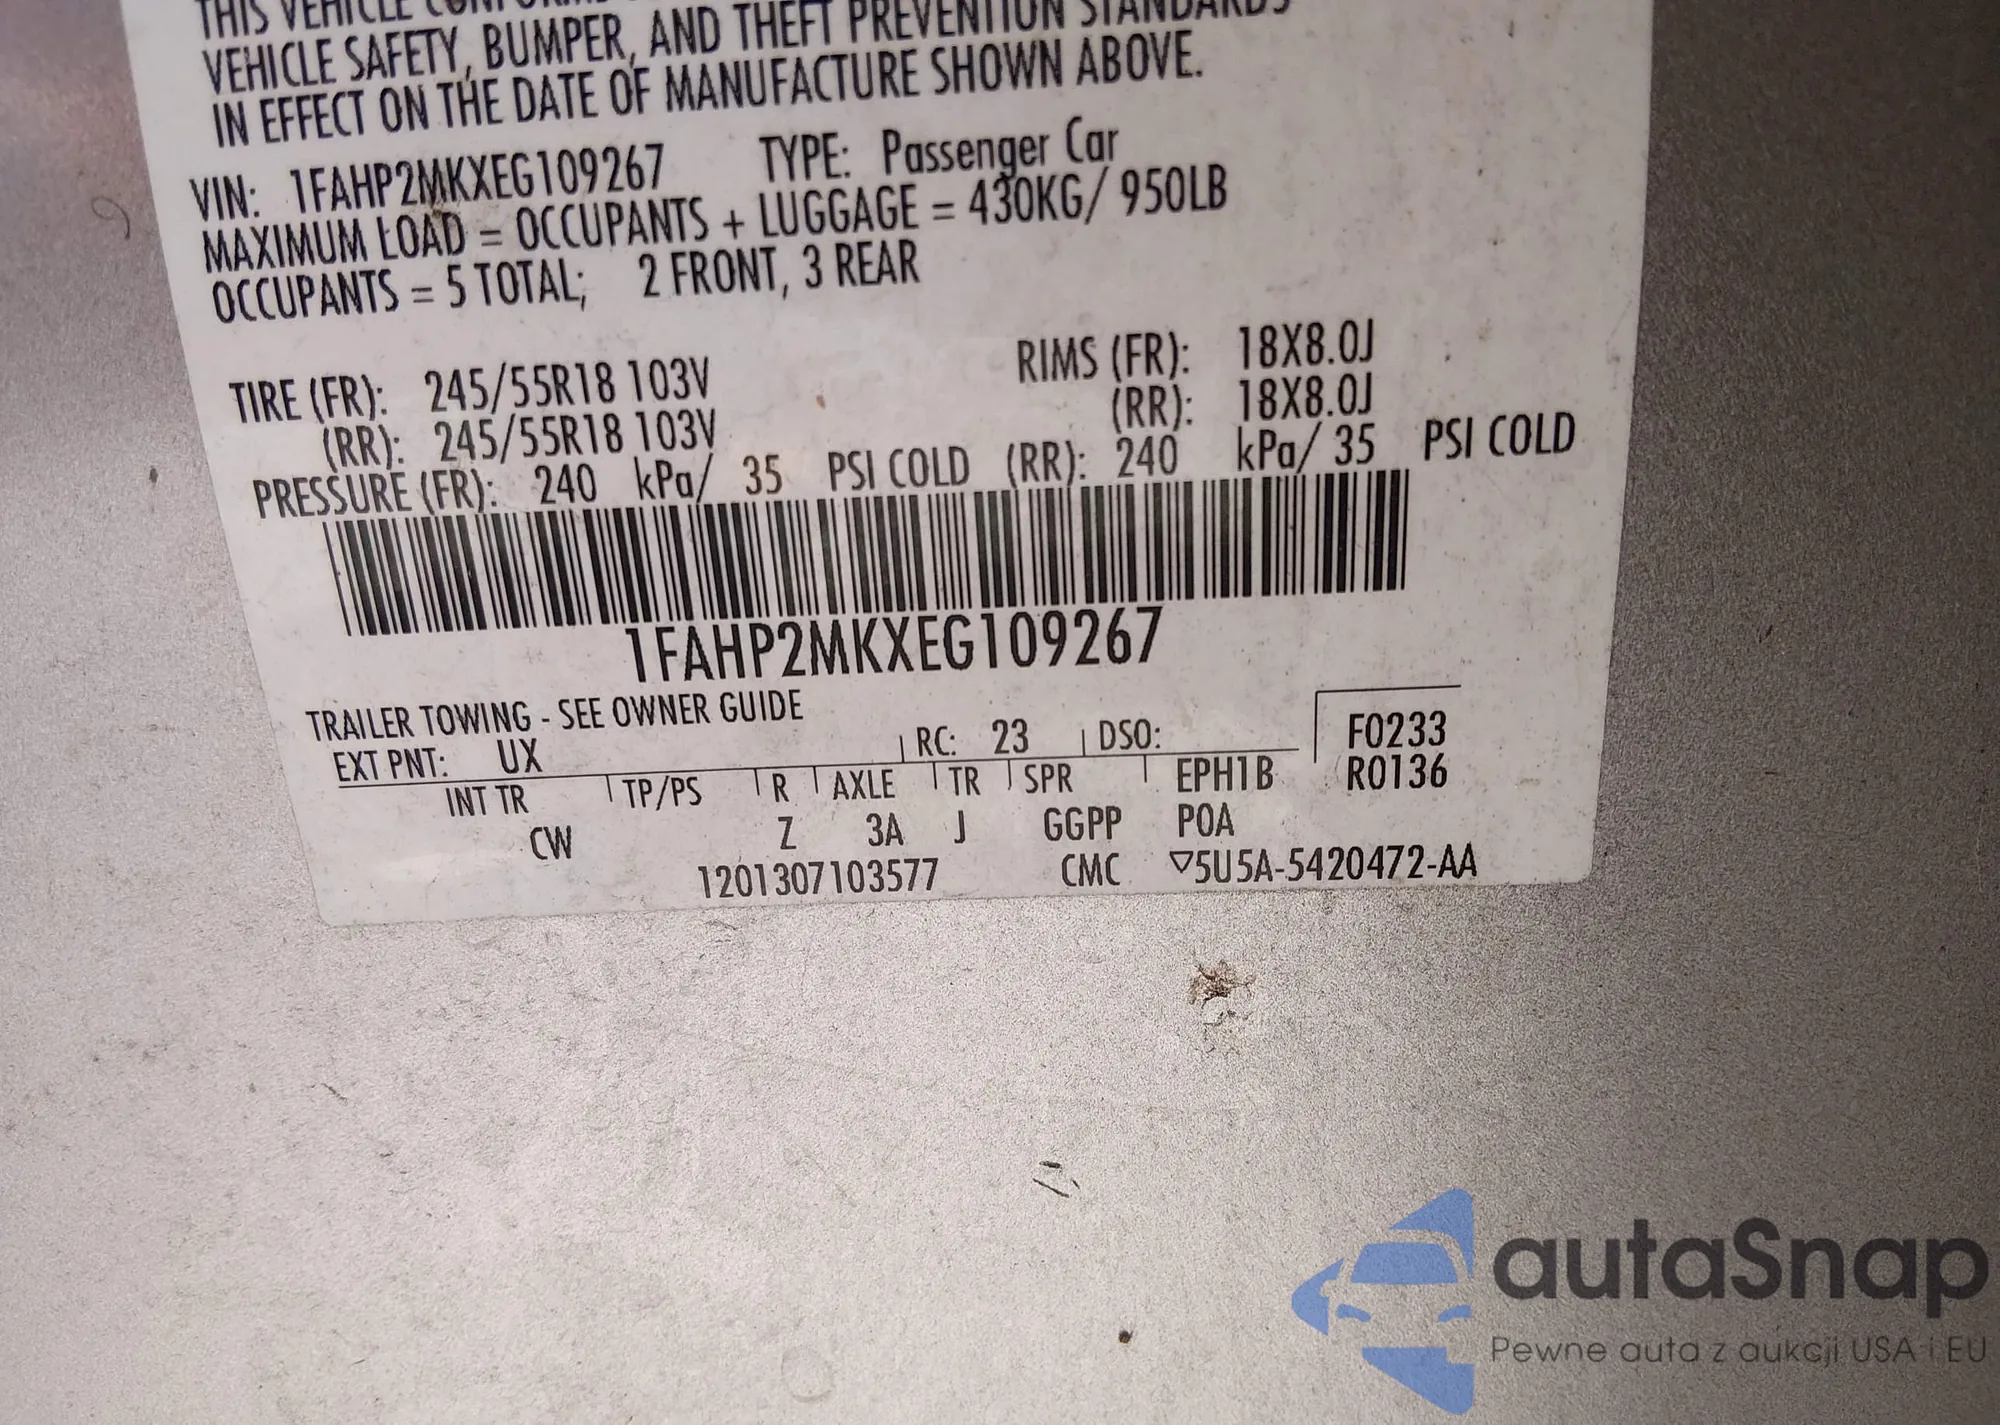 THIS VEHICLE CONFORMS
VEHICLE SAFETY, BUMPER, AND THEFT PREVENTION STANDARDS
IN EFFECT ON THE DATE OF MANUFACTURE SHOWN ABOVE.
VIN: 1FAHP2MKXEG109267 TYPE: Passenger Car
MAXIMUM LOAD = OCCUPANTS + LUGGAGE = 430KG/ 950LB
OCCUPANTS = 5 TOTAL; 2 FRONT, 3 REAR
TIRE (FR): 245/55R18 103V RIMS (FR): 18X8.0J
(RR): 245/55R18 103V (RR): 18X8.0J
PRESSURE (FR): 240 kPa/ 35 PSI COLD (RR): 240 kPa/ 35 PSI COLD
1FAHP2MKXEG109267
TRAILER TOWING - SEE OWNER GUIDE
EXT PNT: UX RC: 23 DSO: F0233
INT TR TP/PS R AXLE TR SPR EPH1B R0136
CW Z 3A J GGPP P0A
1201307103577 CMC ▽5U5A-5420472-AA
autaSnap
Pewne auta z aukcji USA i EU